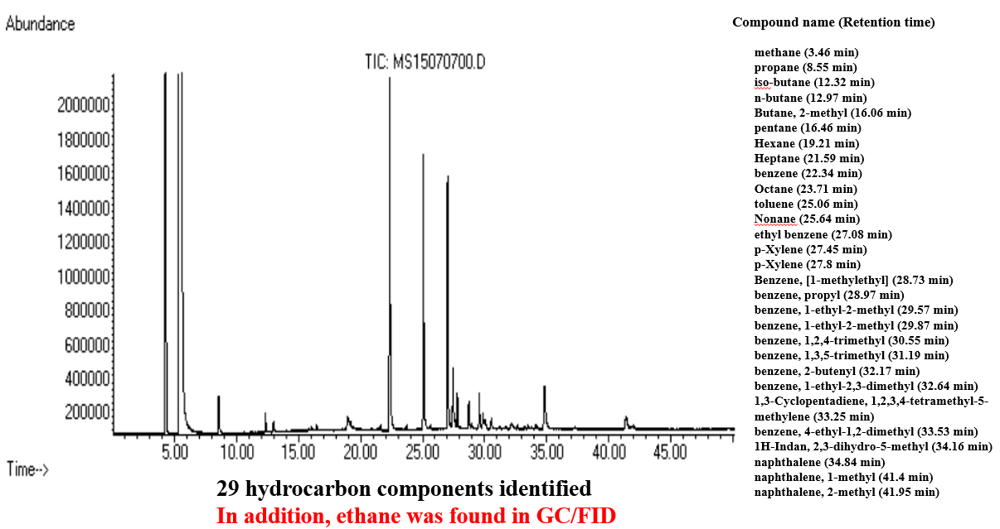 Abundance
Compound name (Retention time)
TIC: MS15070700.D
2000000
1800000
1600000
1400000
1200000
1000000
800000
600000
400000
200000
5.00 10.00 15.00 20.00 25.00 30.00 35.00 40.00 45.00
Time-->
methane (3.46 min)
propane (8.55 min)
iso-butane (12.32 min)
n-butane (12.97 min)
Butane, 2-methyl (16.06 min)
pentane (16.46 min)
Hexane (19.21 min)
Heptane (21.59 min)
benzene (22.34 min)
Octane (23.71 min)
toluene (25.06 min)
Nonane (25.64 min)
ethyl benzene (27.08 min)
p-Xylene (27.45 min)
p-Xylene (27.8 min)
Benzene, [1-methylethyl] (28.73 min)
benzene, propyl (28.97 min)
benzene, 1-ethyl-2-methyl (29.57 min)
benzene, 1-ethyl-2-methyl (29.87 min)
benzene, 1,2,4-trimethyl (30.55 min)
benzene, 1,3,5-trimethyl (31.19 min)
benzene, 2-butenyl (32.17 min)
benzene, 1-ethyl-2,3-dimethyl (32.64 min)
1,3-Cyclopentadiene, 1,2,3,4-tetramethyl-5-
methylene (33.25 min)
benzene, 4-ethyl-1,2-dimethyl (33.53 min)
1H-Indan, 2,3-dihydro-5-methyl (34.16 min)
naphthalene (34.84 min)
naphthalene, 1-methyl (41.4 min)
naphthalene, 2-methyl (41.95 min)
29 hydrocarbon components identified
In addition, ethane was found in GC/FID